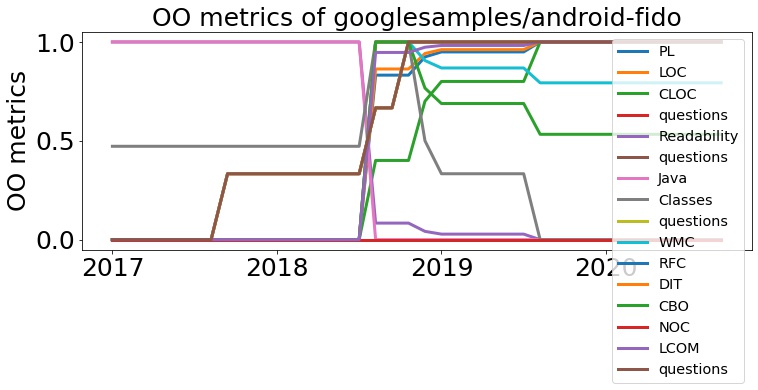 OO metrics of googlesamples/android-fido
OO metrics
1.0
0.5
0.0
2017 2018 2019 2020
PL
LOC
CLOC
questions
Readability
questions
Java
Classes
questions
WMC
RFC
DIT
CBO
NOC
LCOM
questions